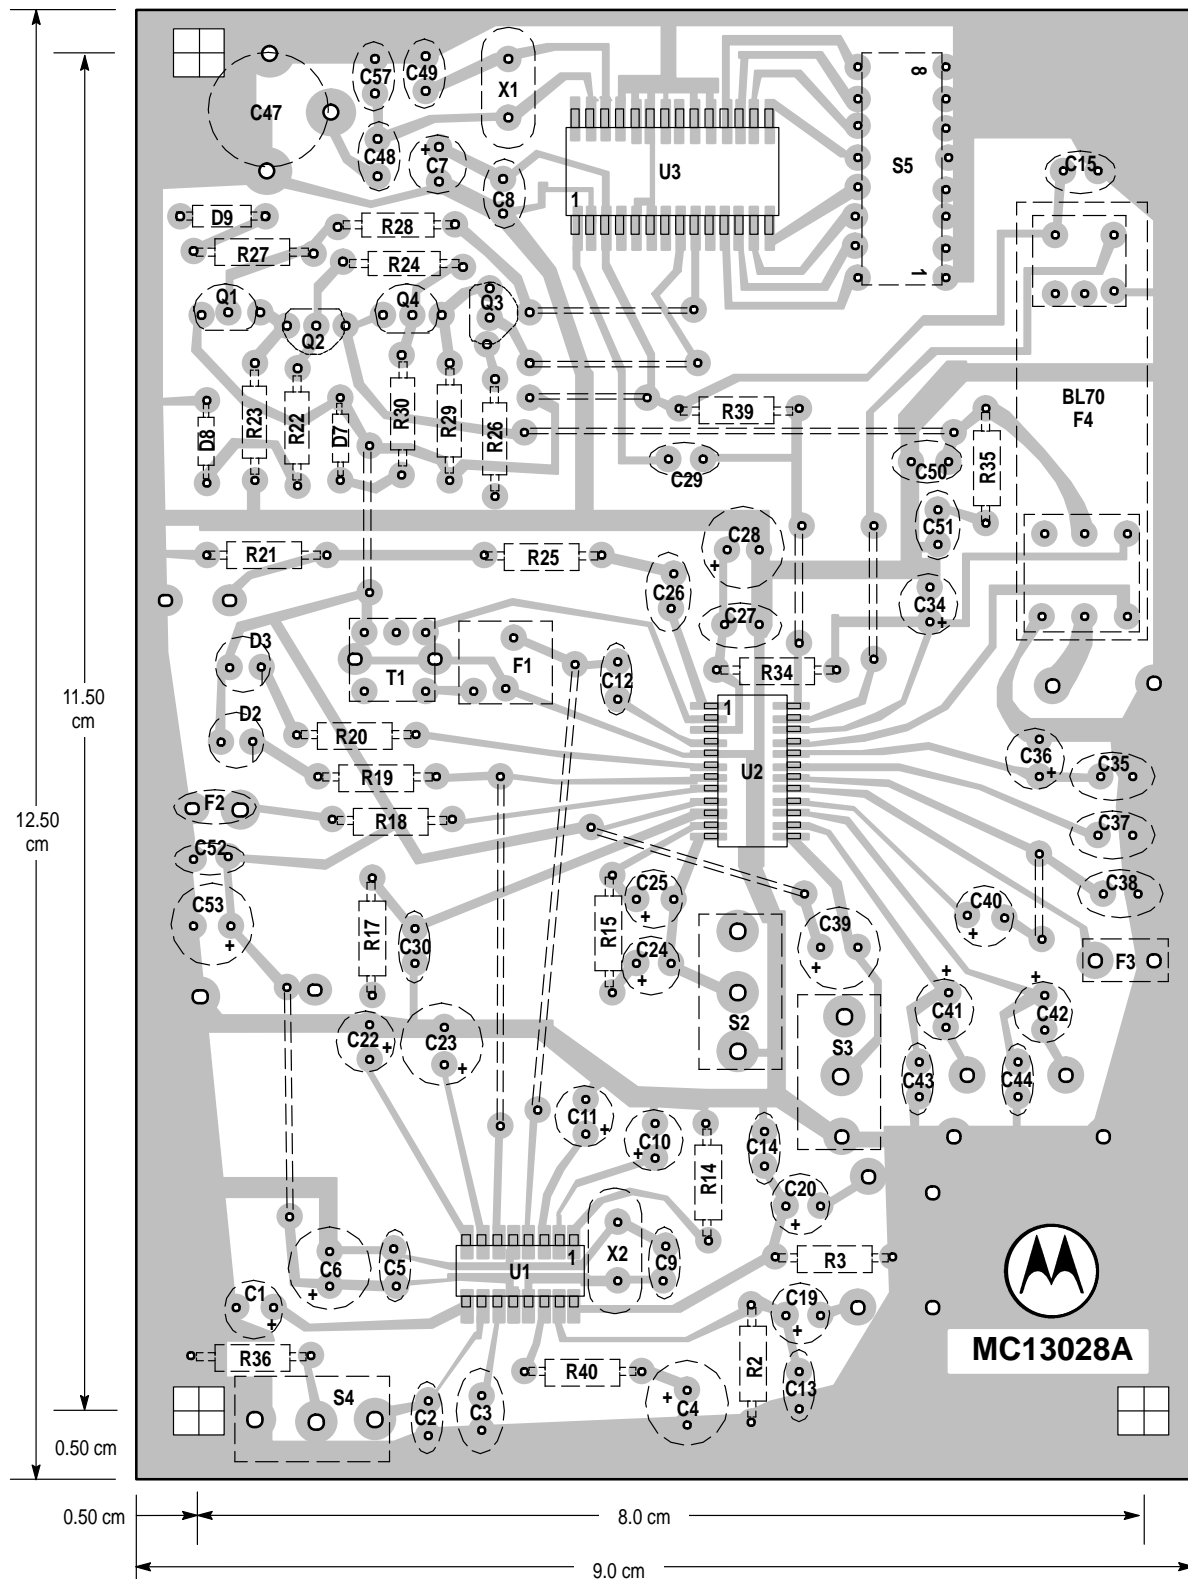 C57
C49
X1
C47
8
C48
+
C7
C8
U3
1
S5
C15
D9
R28
R27
R24
1
Q1
Q4
Q3
Q2
BL70
F4
R39
D8
R23
R22
D7
R30
R29
R26
C29
C50
R35
C51
C28
+
R21
R25
C26
C34
+
C27
D3
T1
F1
C12
R34
11.50
cm
1
D2
R20
C36
+
C35
R19
U2
F2
R18
12.50
cm
C37
C52
C25
+
C38
C53
+
R17
C30
R15
C40
+
C39
+
C24
+
F3
+
+
S2
C41
C42
C22
+
C23
+
S3
C43
C44
C11
+
C10
+
C14
R14
C20
+
X2
1
U1
C9
R3
C6
+
C5
C1
+
C19
+
MC13028A
R36
R40
R2
S4
+
C4
C13
C2
C3
0.50 cm
0.50 cm
8.0 cm
9.0 cm